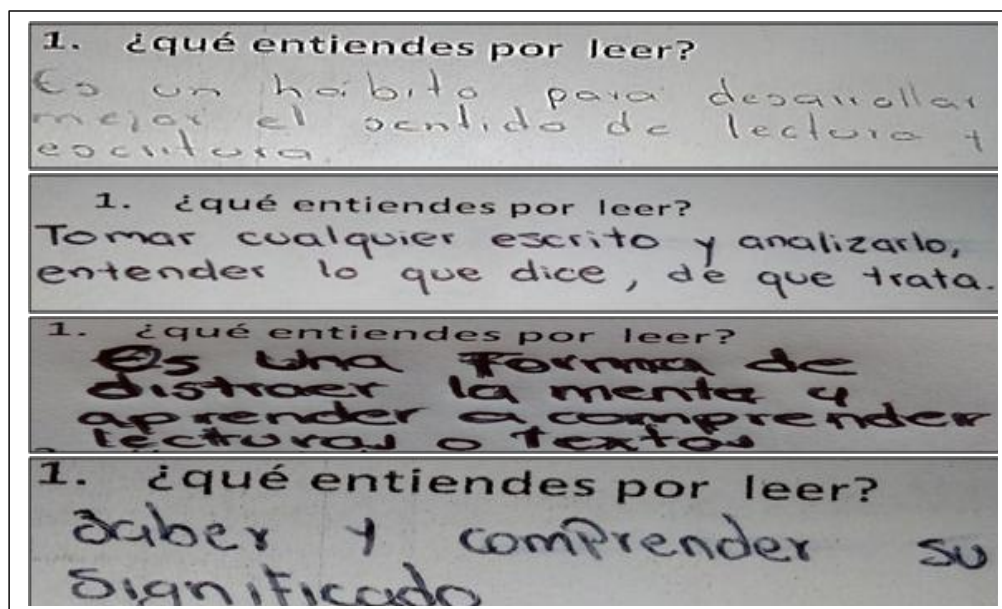 1. ¿qué entiendes por leer?
Es un hábito para desarrollar
mejor el sentido de lectura y
escritura.
1. ¿qué entiendes por leer?
Tomar cualquier escrito y analizarlo,
entender lo que dice, de que trata.
1. ¿qué entiendes por leer?
Es una Forma de
distraer la mente y
aprender a comprender
lecturas o textos
1. ¿qué entiendes por leer?
saber y comprender su
significado